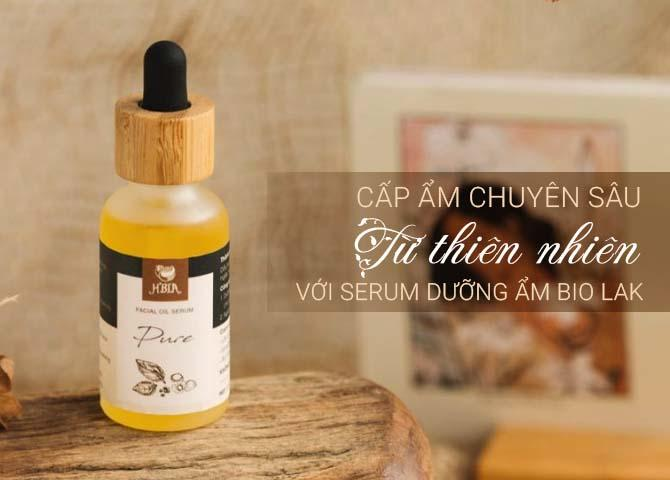 CẤP ẨM CHUYÊN SÂU
Từ thiên nhiên
VỚI SERUM DƯỠNG ẨM BIO LAK
H'BIA
FACIAL OIL SERUM
Pure